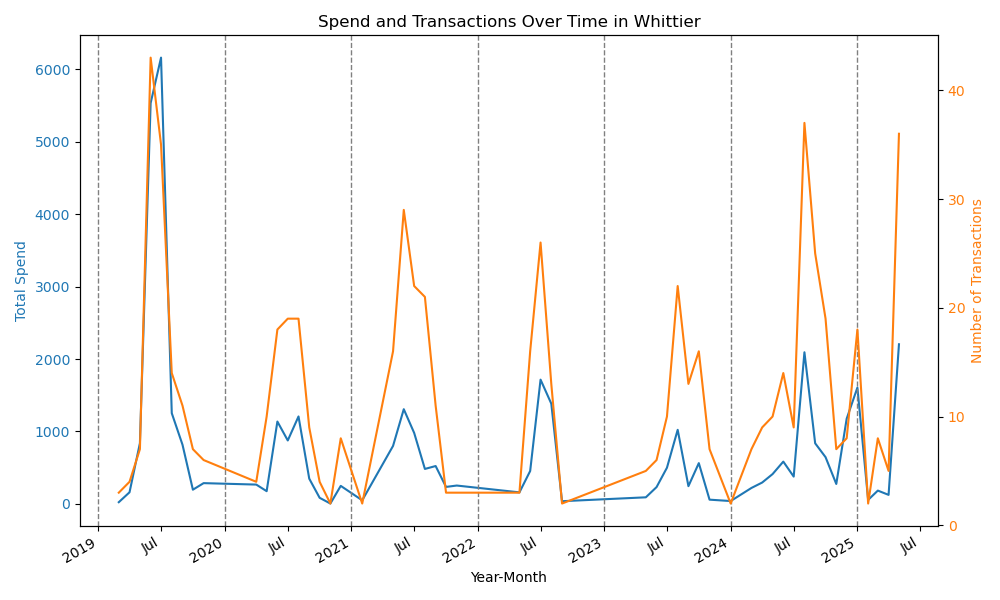 Spend and Transactions Over Time in Whittier
6000
5000
4000
3000
2000
1000
0
Total Spend
40
30
20
10
0
Number of Transactions
2019
Jul
2020
Jul
2021
Jul
2022
Jul
2023
Jul
2024
Jul
2025
Jul
Year-Month